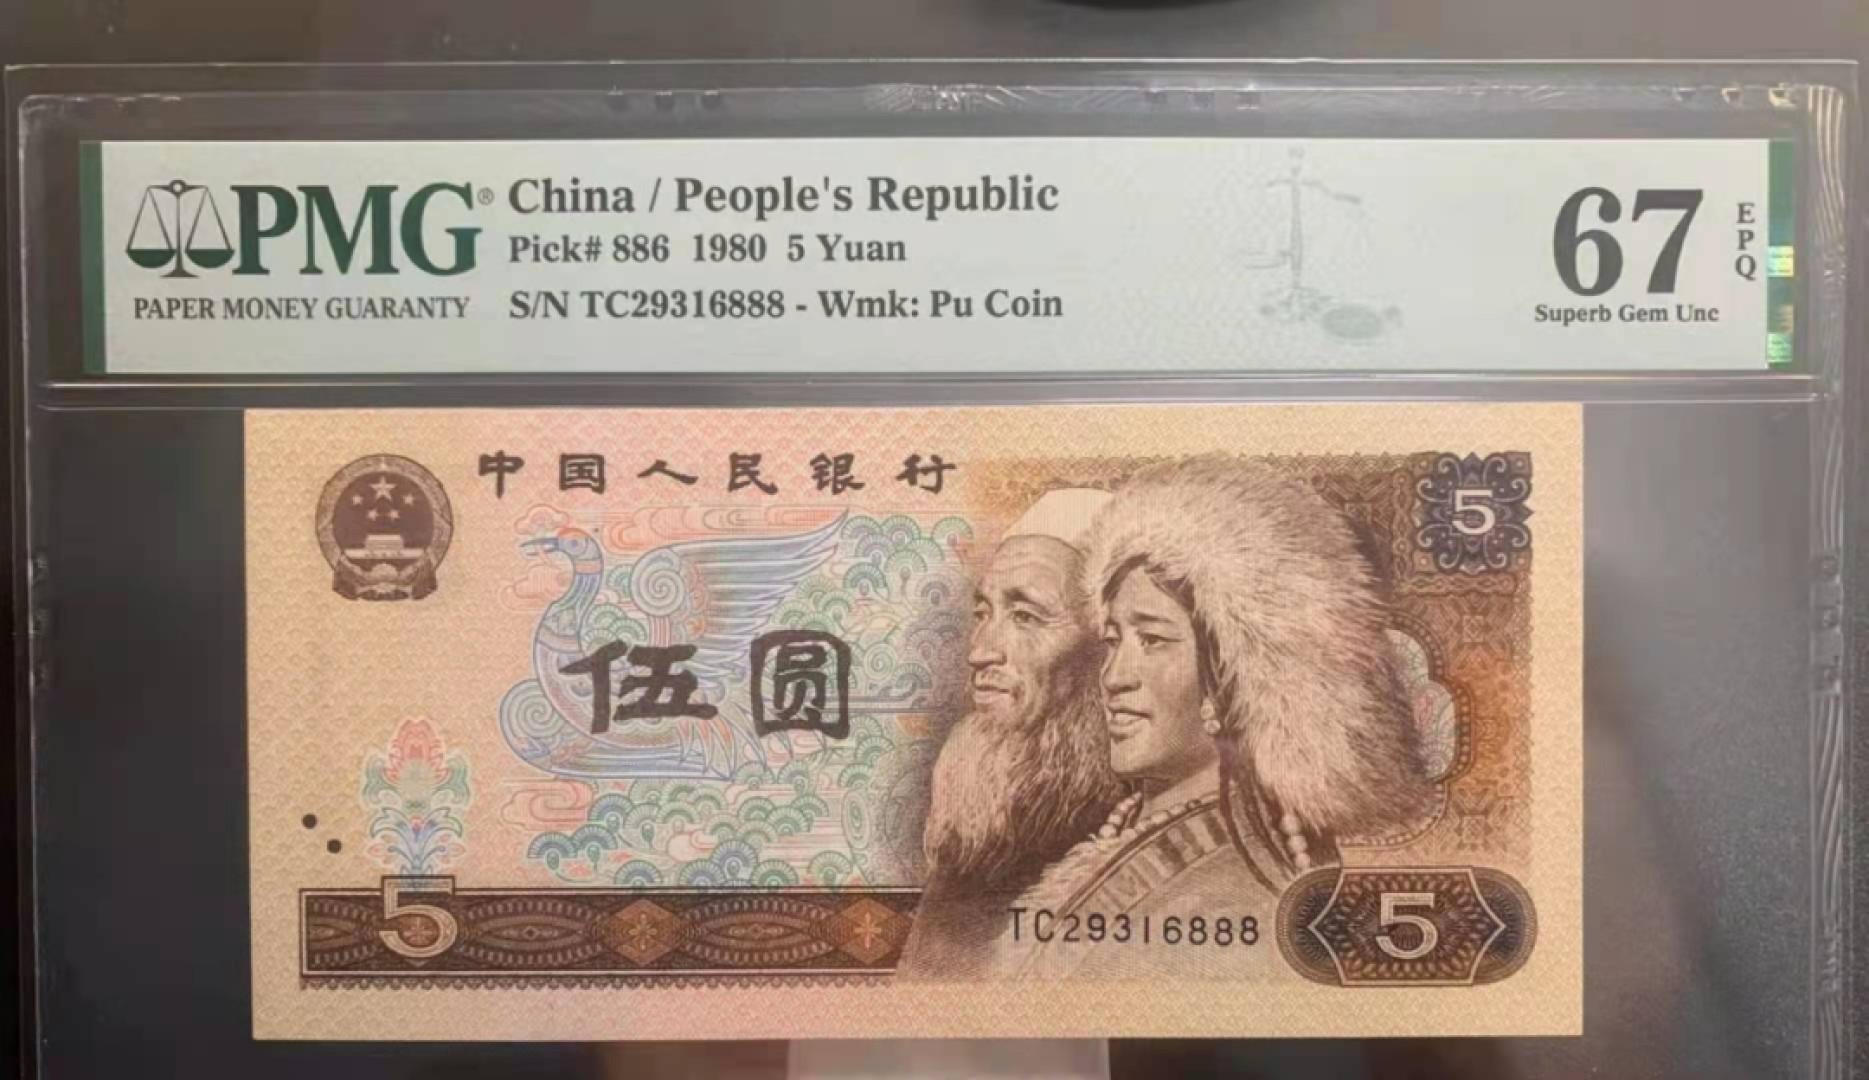 PMG®
PAPER MONEY GUARANTY
China / People's Republic
Pick# 886 1980 5 Yuan
S/N TC29316888 - Wmk: Pu Coin
67
EPQ
Superb Gem Unc
中国人民银行
5
伍圆
5
TC29316888
5